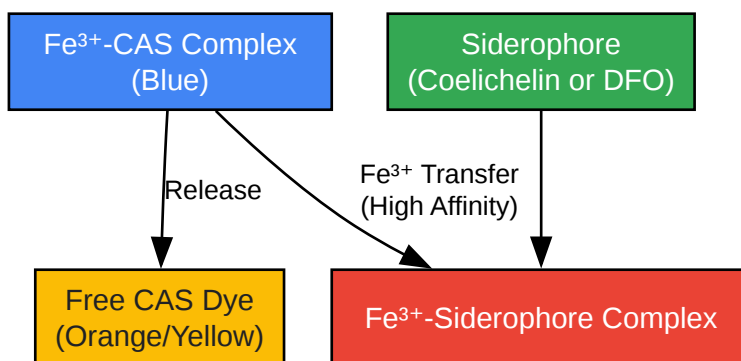 Fe³⁺-CAS Complex
(Blue)
Siderophore
(Coelichelin or DFO)
Release
Fe³⁺ Transfer
(High Affinity)
Free CAS Dye
(Orange/Yellow)
Fe³⁺-Siderophore Complex